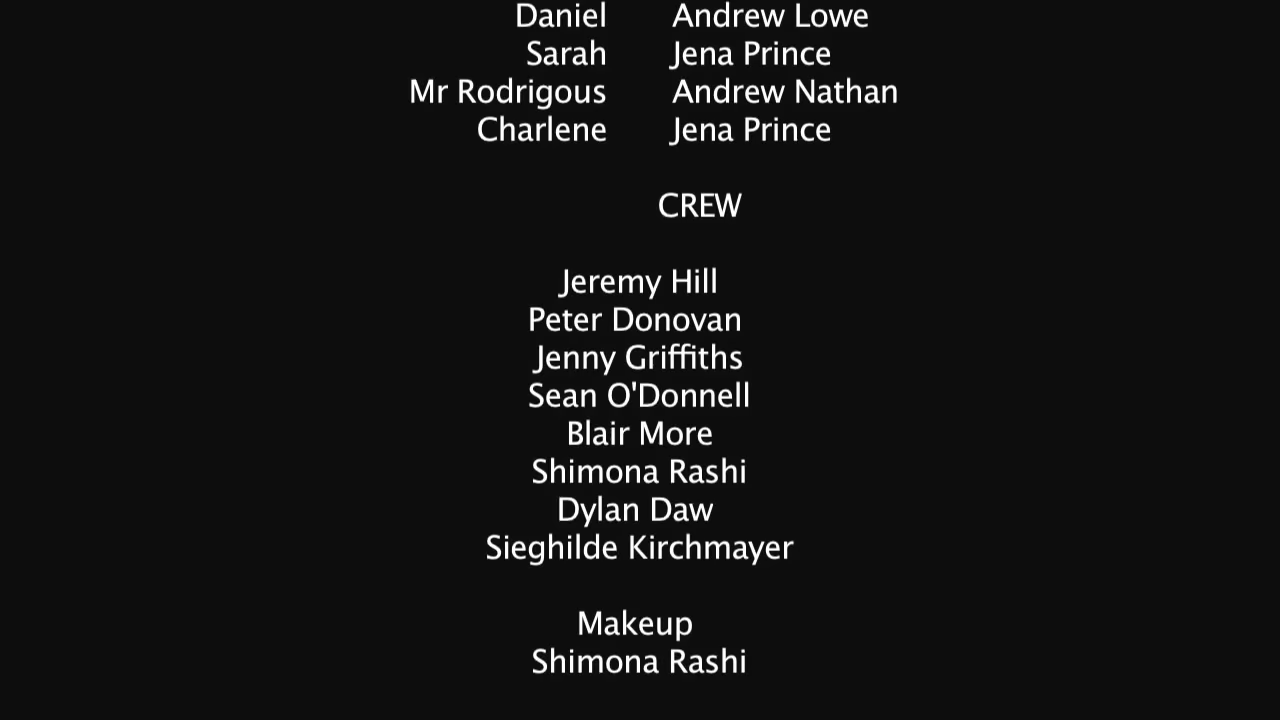 Daniel Andrew Lowe
Sarah Jena Prince
Mr Rodrigous Andrew Nathan
Charlene Jena Prince
CREW
Jeremy Hill
Peter Donovan
Jenny Griffiths
Sean O'Donnell
Blair More
Shimona Rashi
Dylan Daw
Sieghilde Kirchmayer
Makeup
Shimona Rashi